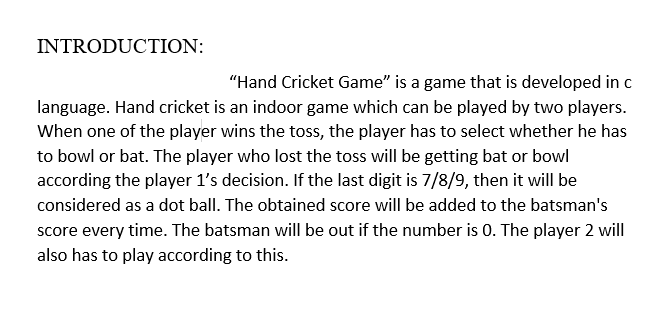 INTRODUCTION:
“Hand Cricket Game” is a game that is developed in c
language. Hand cricket is an indoor game which can be played by two players.
When one of the player wins the toss, the player has to select whether he has
to bowl or bat. The player who lost the toss will be getting bat or bowl
according the player 1’s decision. If the last digit is 7/8/9, then it will be
considered as a dot ball. The obtained score will be added to the batsman's
score every time. The batsman will be out if the number is 0. The player 2 will
also has to play according to this.